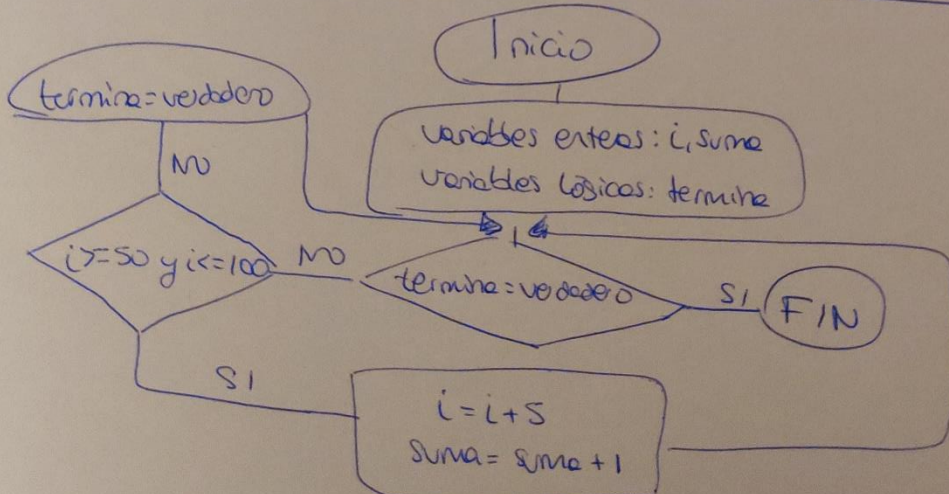 Inicio
termina=verdadero
variables enteras: i, suma
variables lógicas: termina
NO
i>=50 y i<=100
NO
termina=verdadero
SI
FIN
SI
i=i+5
suma=suma+1